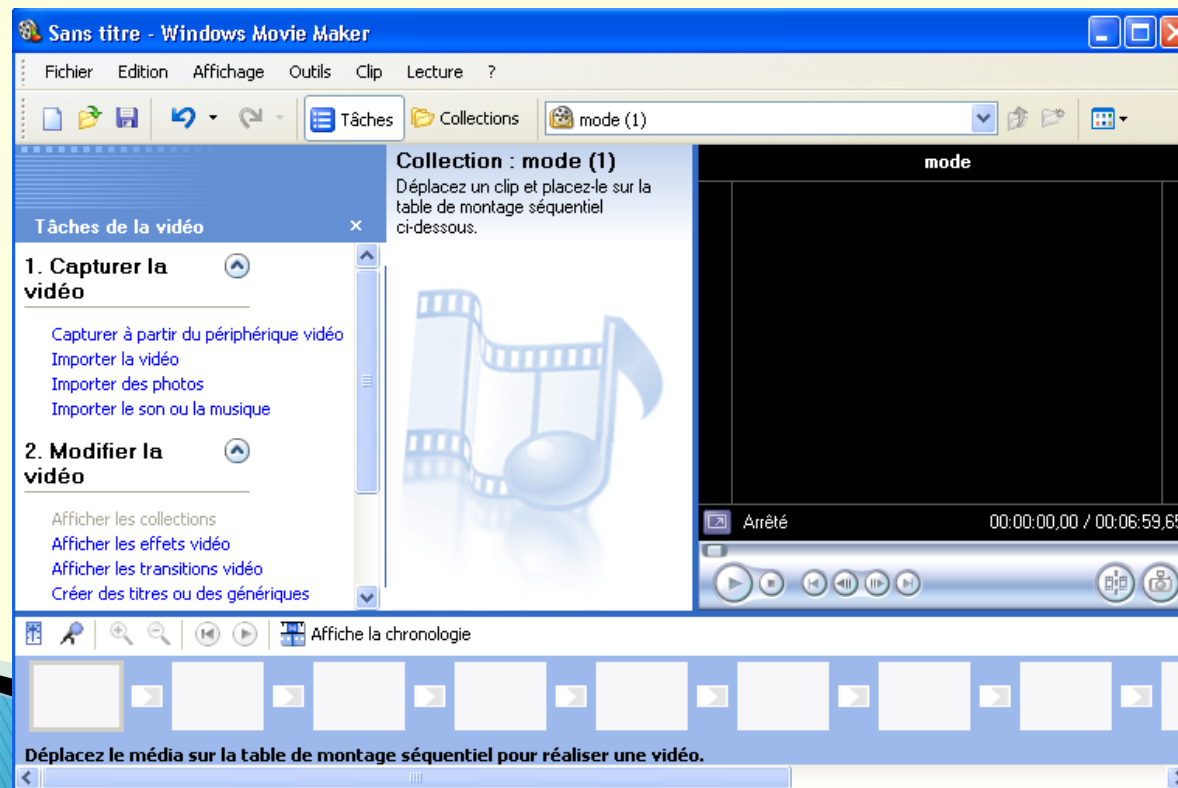 Sans titre - Windows Movie Maker
Fichier Edition Affichage Outils Clip Lecture ?
Tâches Collections mode (1)
Tâches de la vidéo
1. Capturer la
vidéo
Capturer à partir du périphérique vidéo
Importer la vidéo
Importer des photos
Importer le son ou la musique
2. Modifier la
vidéo
Afficher les collections
Afficher les effets vidéo
Afficher les transitions vidéo
Créer des titres ou des génériques
Collection : mode (1)
Déplacez un clip et placez-le sur la
table de montage séquentiel
ci-dessous.
mode
Arrêté 00:00:00,00 / 00:06:59,65
Affiche la chronologie
Déplacez le média sur la table de montage séquentiel pour réaliser une vidéo.